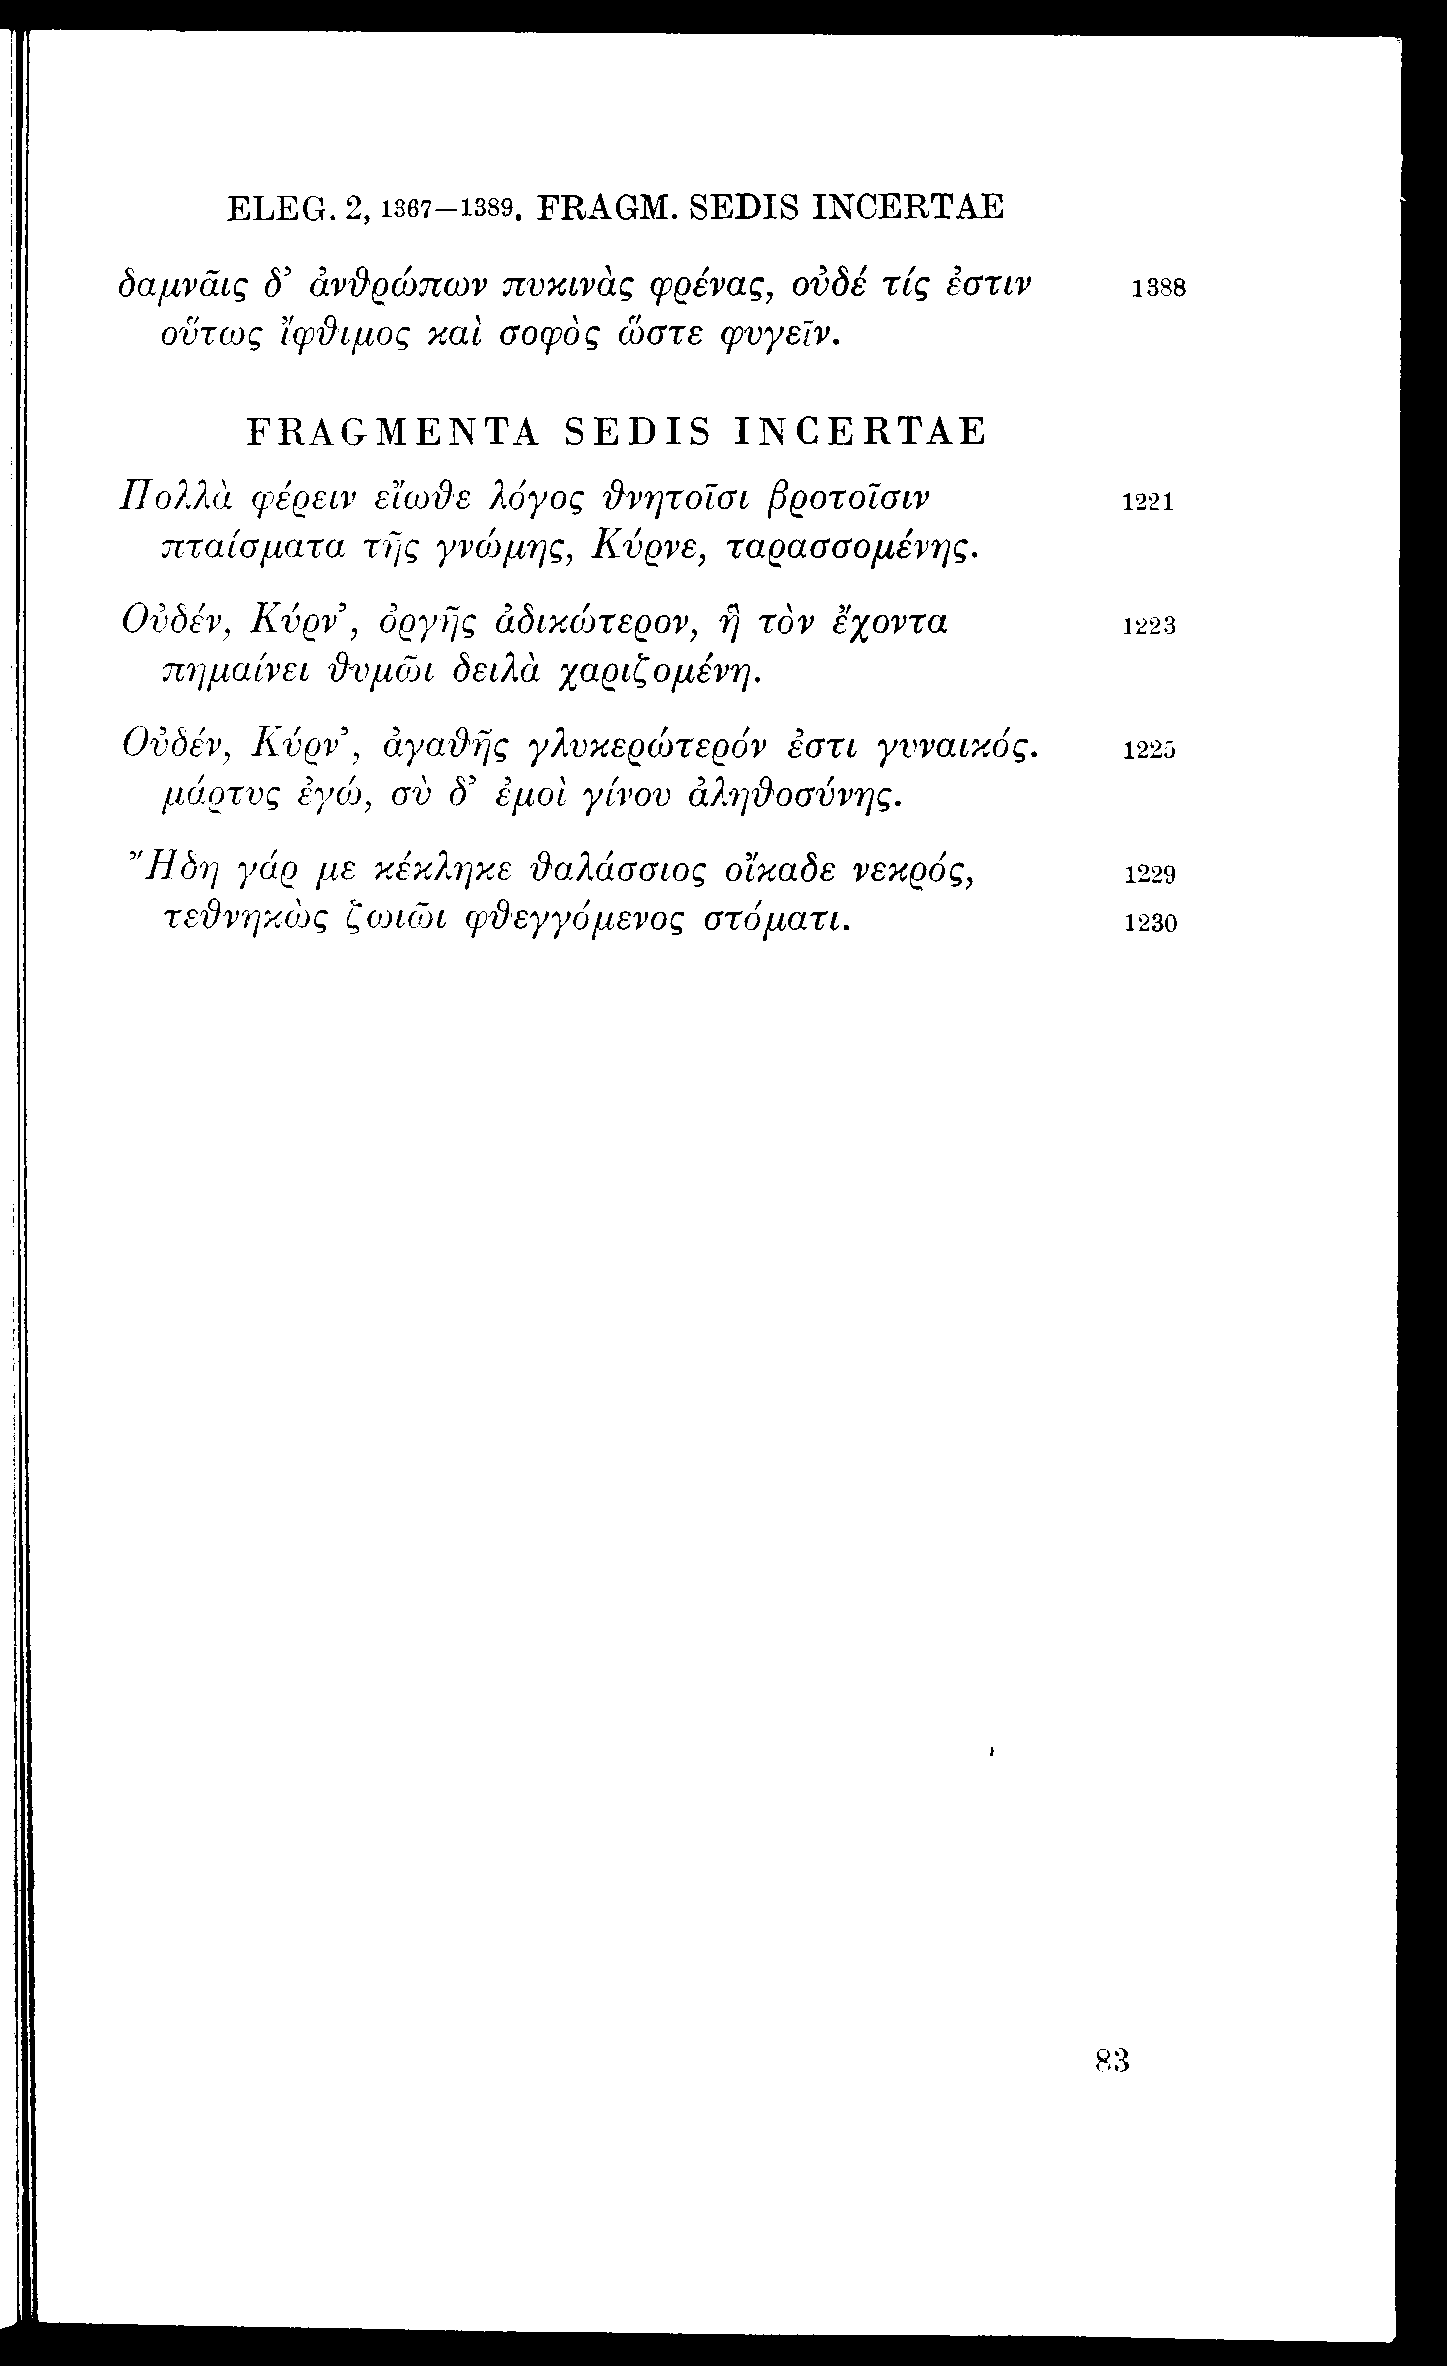 ELEG. 2, 1367–1389. FRAGM. SEDIS INCERTAE
δαμνᾶις δ’ ἀνθρώπων πυκινὰς φρένας, οὐδέ τίς ἐστιν 1388
οὕτως ἴφθιμος καὶ σοφὸς ὥστε φυγεῖν.
FRAGMENTA SEDIS INCERTAE
Πολλὰ φέρειν εἴωθε λόγος θνητοῖσι βροτοῖσιν 1221
πταίσματα τῆς γνώμης, Κύρνε, ταρασσομένης.
Οὐδέν, Κύρν’, ὀργῆς ἀδικώτερον, ἣ τὸν ἔχοντα 1223
πημαίνει θυμῶι δειλὰ χαριζομένη.
Οὐδέν, Κύρν’, ἀγαθῆς γλυκερώτερόν ἐστι γυναικός. 1225
μάρτυς ἐγώ, σὺ δ’ ἐμοὶ γίνου ἀληθοσύνης.
Ἤδη γάρ με κέκληκε θαλάσσιος οἴκαδε νεκρός, 1229
τεθνηκὼς ζωιῶι φθεγγόμενος στόματι. 1230
83